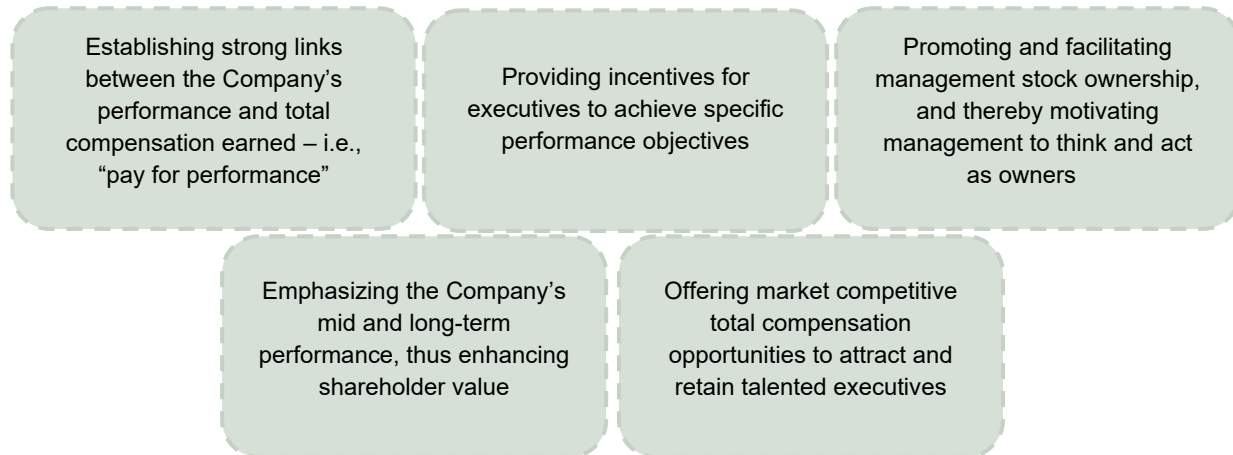 Establishing strong links
between the Company’s
performance and total
compensation earned – i.e.,
“pay for performance”
Providing incentives for
executives to achieve specific
performance objectives
Promoting and facilitating
management stock ownership,
and thereby motivating
management to think and act
as owners
Emphasizing the Company’s
mid and long-term
performance, thus enhancing
shareholder value
Offering market competitive
total compensation
opportunities to attract and
retain talented executives